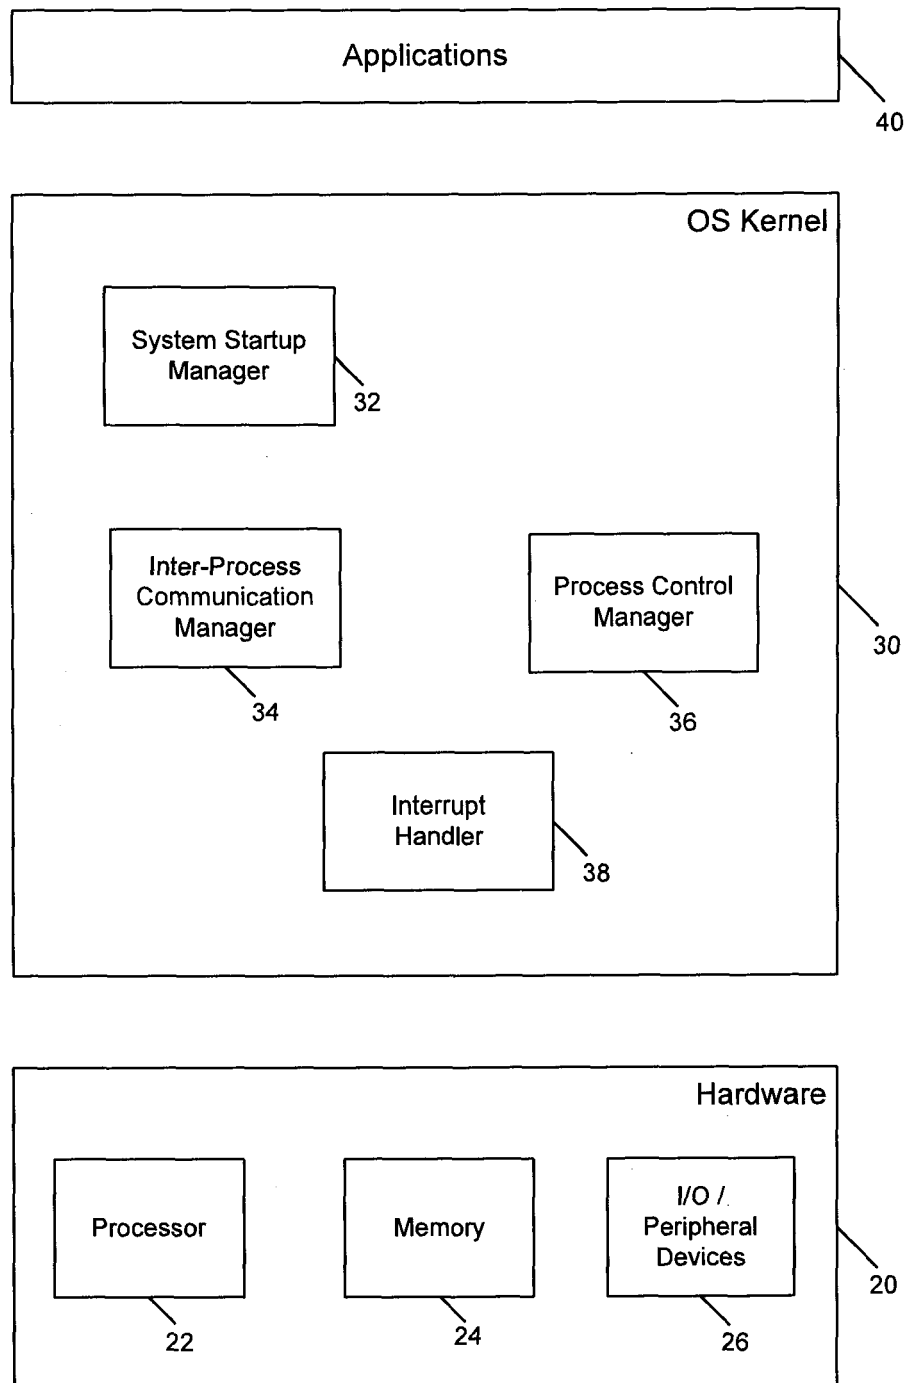 Applications
40
OS Kernel
System Startup
Manager
32
Inter-Process
Communication
Manager
34
Process Control
Manager
36
30
Interrupt
Handler
38
Hardware
Processor
22
Memory
24
I/O /
Peripheral
Devices
26
20